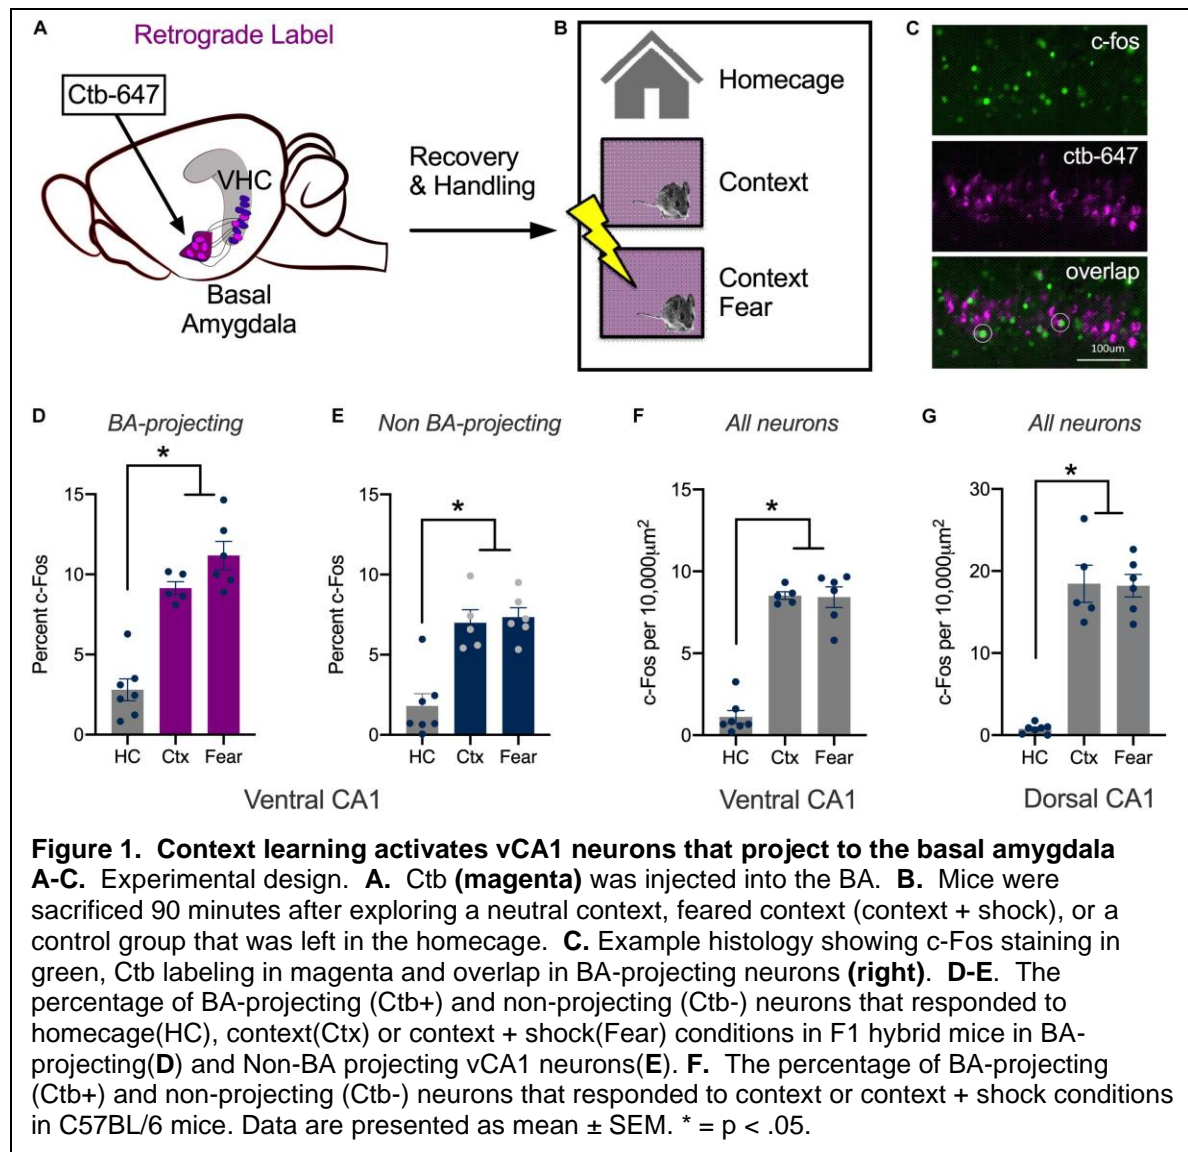 A
Retrograde Label
Ctb-647
VHC
Basal
Amygdala
Recovery
& Handling
B
Homecage
Context
Context
Fear
C
c-fos
ctb-647
overlap
100um
D
BA-projecting
*
Percent c-Fos
15
10
5
0
HC
Ctx
Fear
E
Non BA-projecting
*
Percent c-Fos
15
10
5
0
HC
Ctx
Fear
Ventral CA1
F
All neurons
*
c-Fos per 10,000µm²
15
10
5
0
HC
Ctx
Fear
Ventral CA1
G
All neurons
*
c-Fos per 10,000µm²
30
20
10
0
HC
Ctx
Fear
Dorsal CA1
Figure 1. Context learning activates vCA1 neurons that project to the basal amygdala
A-C. Experimental design. A. Ctb (magenta) was injected into the BA. B. Mice were
sacrificed 90 minutes after exploring a neutral context, feared context (context + shock), or a
control group that was left in the homecage. C. Example histology showing c-Fos staining in
green, Ctb labeling in magenta and overlap in BA-projecting neurons (right). D-E. The
percentage of BA-projecting (Ctb+) and non-projecting (Ctb-) neurons that responded to
homecage(HC), context(Ctx) or context + shock(Fear) conditions in F1 hybrid mice in BA-
projecting(D) and Non-BA projecting vCA1 neurons(E). F. The percentage of BA-projecting
(Ctb+) and non-projecting (Ctb-) neurons that responded to context or context + shock conditions
in C57BL/6 mice. Data are presented as mean ± SEM. * = p < .05.